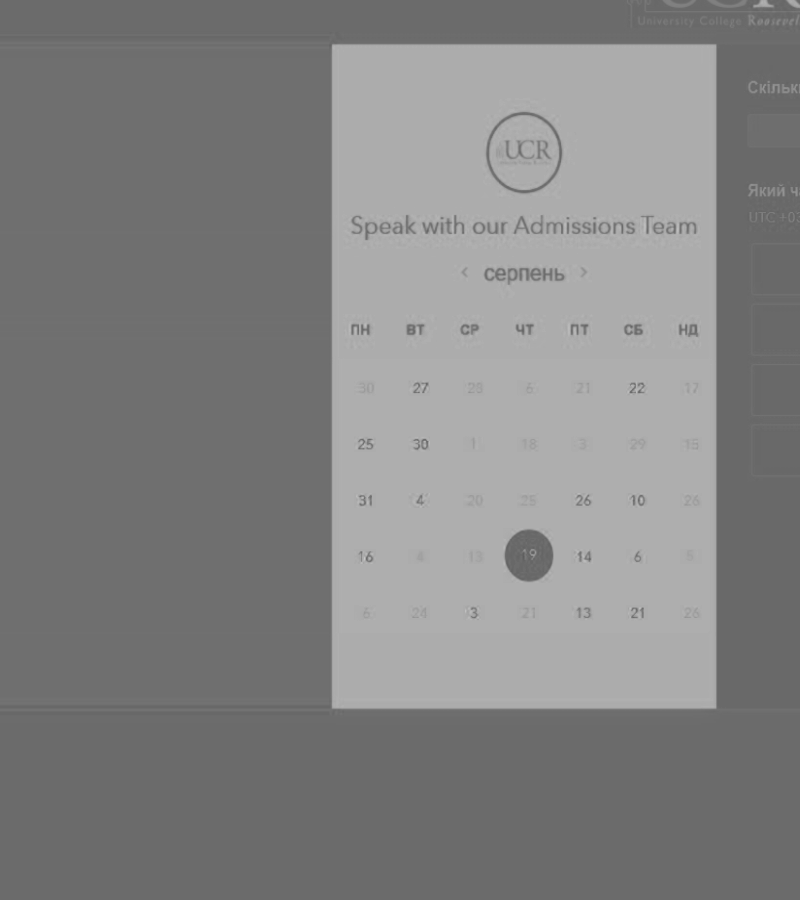 University College Roosevel
UCR
Speak with our Admissions Team
‹ серпень ›
ПН ВТ СР ЧТ ПТ СБ НД
30 27 28 6 21 22 17
25 30 1 18 3 29
31 4 20 25 26 10 26
16 4 13 19 14 6 5
6 24 3 21 13 21 26
Скільк
Який ч
UTC +03